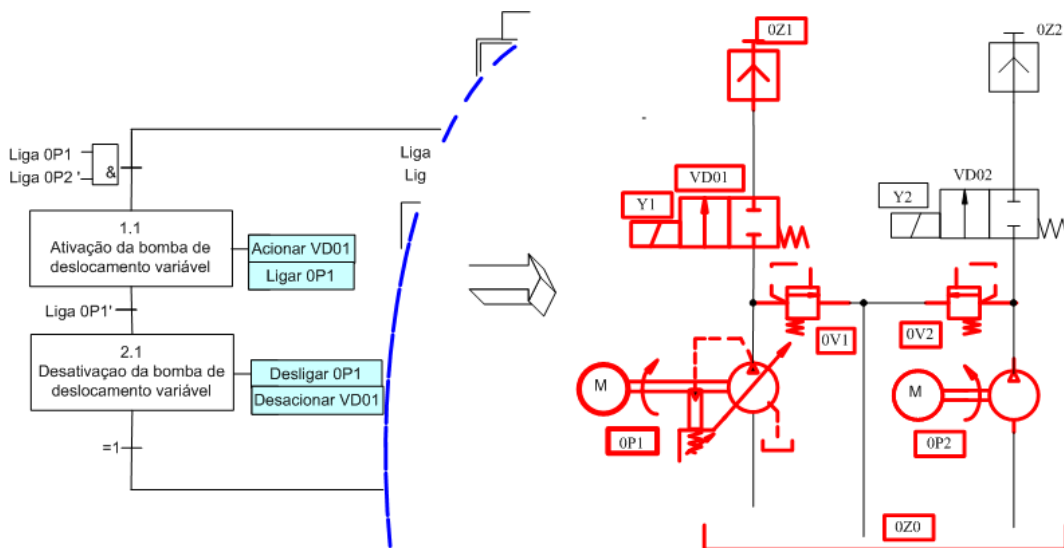 Liga 0P1
Liga 0P2 '
&
1.1
Ativação da bomba de
deslocamento variável
Acionar VD01
Ligar 0P1
Liga 0P1'
2.1
Desativaçao da bomba de
deslocamento variável
Desligar 0P1
Desacionar VD01
=1
Liga
Lig
0Z1
0Z2
VD01
Y1
VD02
Y2
0V1
0V2
M
0P1
M
0P2
0Z0